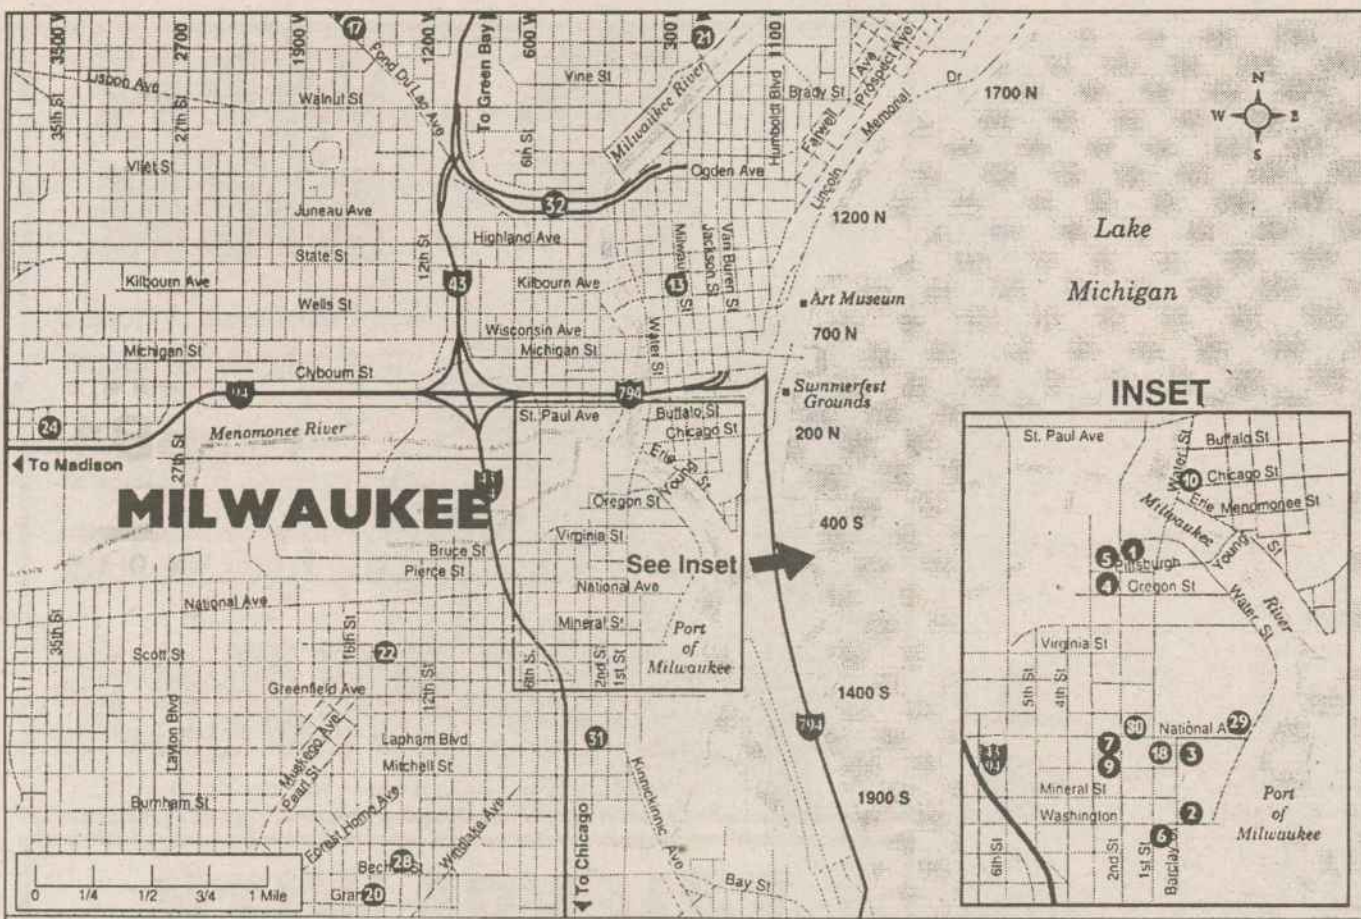 3500 W
2700
1900 W
1200 W
600 W
300
1100
17
21
To Green Bay
Pond Du Lac Ave
Lisbon Ave
Walnut St
Vine St
Milwaukee River
Humboldt Blvd
Brady St
Farwell Ave
Prospect Ave
Lincoln Memorial Dr
1700 N
N
W E
S
35th St
27th St
6th St
Vliet St
Ogden Ave
32
Juneau Ave
1200 N
Highland Ave
State St
12th St
Kilbourn Ave
43
Kilbourn Ave
13
Jackson St
Van Buren St
Lake
Michigan
Wells St
Art Museum
Wisconsin Ave
Water St
700 N
Michigan St
Michigan St
Clybourn St
94
794
Summerfest
Grounds
24
St. Paul Ave
Buffalo St
Chicago St
200 N
Menomonee River
27th St
Erie
Young St
To Madison
MILWAUKEE
Oregon St
400 S
Virginia St
Bruce St
Pierce St
See Inset
National Ave
National Ave
35th St
Mineral St
Port
of
Milwaukee
Scott St
16th St
22
6th S
2nd St
1st St
Greenfield Ave
12th St
1400 S
Layton Blvd
Muskego Ave
Pearl St
Lapham Blvd
31
794
Mitchell St
Kinnickinnic Ave
Burnham St
Forest Home Ave
Windlake Ave
1900 S
28
Bay St
20
To Chicago
0 1/4 1/2 3/4 1 Mile
INSET
St. Paul Ave
Water St
Buffalo St
10
Chicago St
Erie
Menomonee St
Milwaukee
River
Young St
5
1
Pittsburgh
4
Oregon St
Water St
Virginia St
5th St
4th St
30
National A
29
7
18
3
9
Mineral St
Washington
2
6
Port
of
Milwaukee
6th St
2nd St
1st St
Barclay